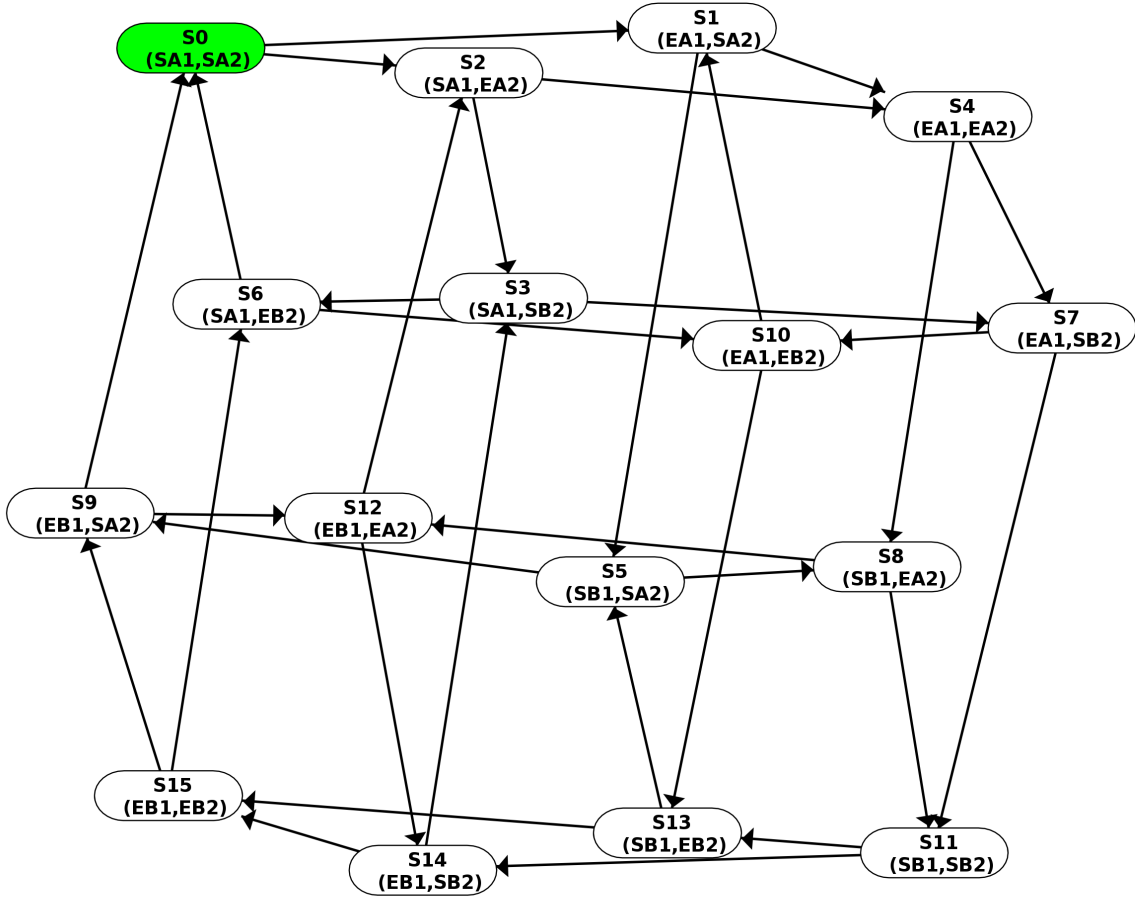 S0
(SA1,SA2)
S1
(EA1,SA2)
S2
(SA1,EA2)
S4
(EA1,EA2)
S6
(SA1,EB2)
S3
(SA1,SB2)
S10
(EA1,EB2)
S7
(EA1,SB2)
S9
(EB1,SA2)
S12
(EB1,EA2)
S5
(SB1,SA2)
S8
(SB1,EA2)
S15
(EB1,EB2)
S14
(EB1,SB2)
S13
(SB1,EB2)
S11
(SB1,SB2)